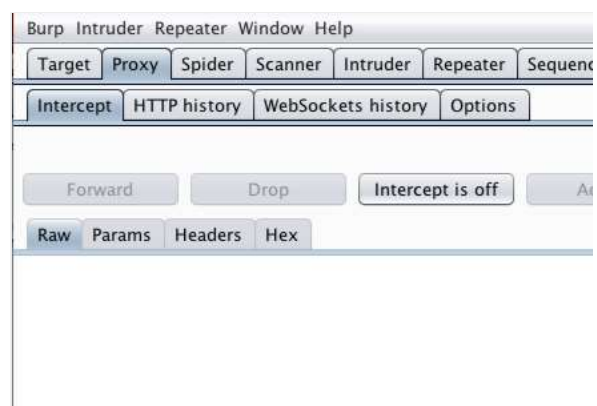 Burp Intruder Repeater Window Help
Target Proxy Spider Scanner Intruder Repeater Sequenc
Intercept HTTP history WebSockets history Options
Forward Drop Intercept is off
Raw Params Headers Hex